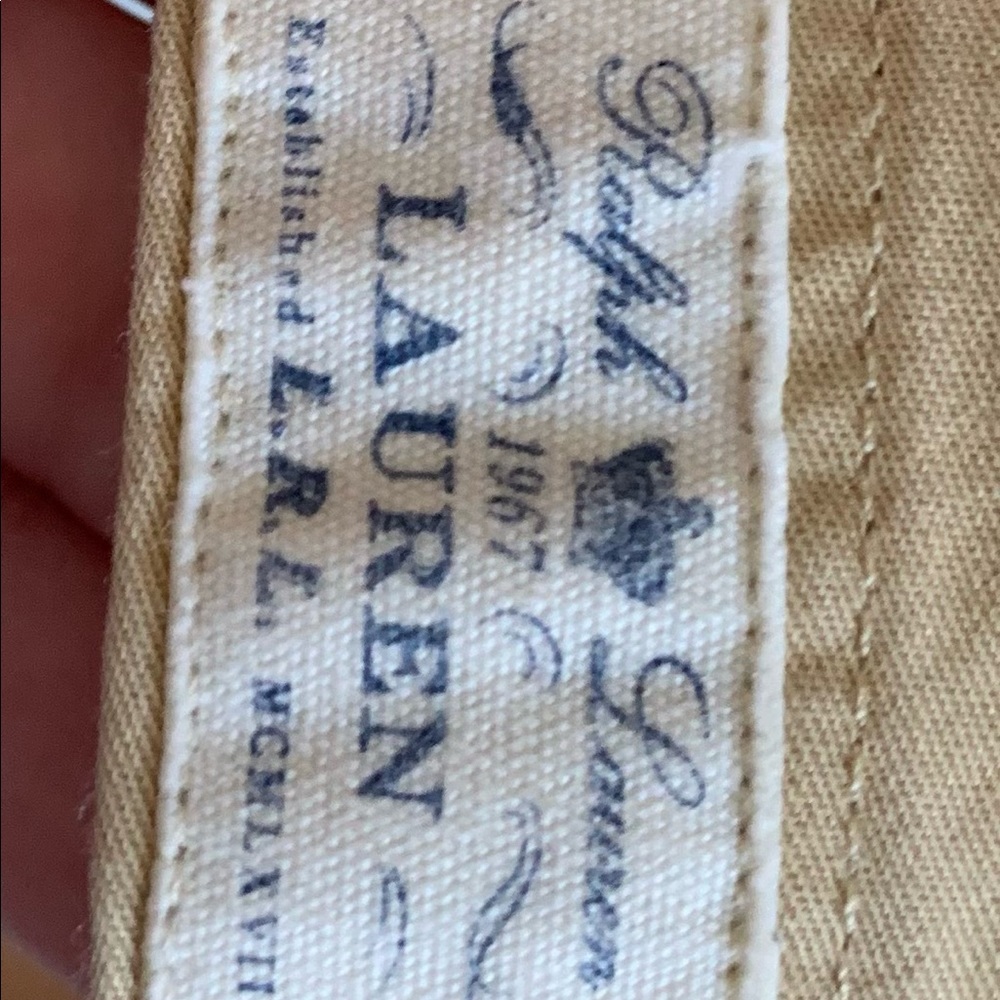 Ralph Lauren
1967
LAUREN
Established L.R.L. MCMLXVII